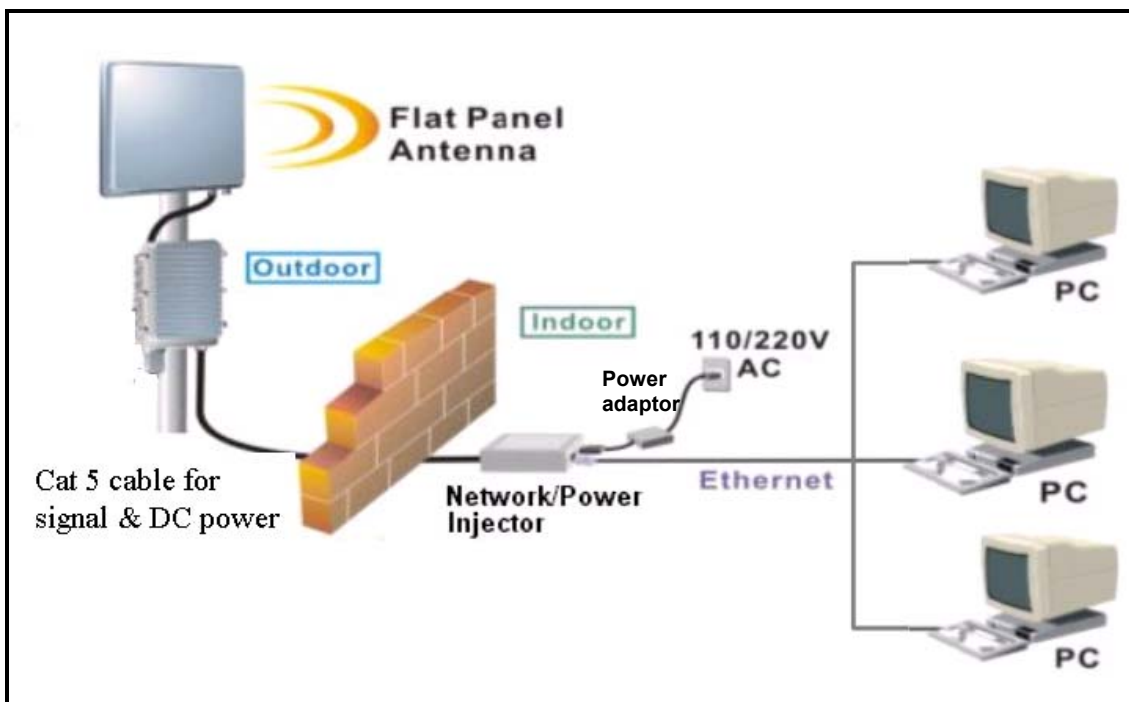 Flat Panel
Antenna
Outdoor
Indoor
110/220V
AC
Power
adaptor
PC
Cat 5 cable for
signal & DC power
Network/Power
Injector
Ethernet
PC
PC